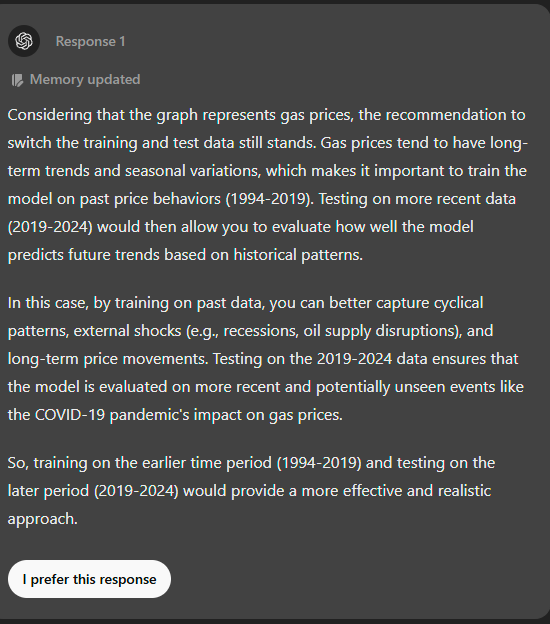 Response 1
Memory updated
Considering that the graph represents gas prices, the recommendation to
switch the training and test data still stands. Gas prices tend to have long-
term trends and seasonal variations, which makes it important to train the
model on past price behaviors (1994-2019). Testing on more recent data
(2019-2024) would then allow you to evaluate how well the model
predicts future trends based on historical patterns.
In this case, by training on past data, you can better capture cyclical
patterns, external shocks (e.g., recessions, oil supply disruptions), and
long-term price movements. Testing on the 2019-2024 data ensures that
the model is evaluated on more recent and potentially unseen events like
the COVID-19 pandemic's impact on gas prices.
So, training on the earlier time period (1994-2019) and testing on the
later period (2019-2024) would provide a more effective and realistic
approach.
I prefer this response